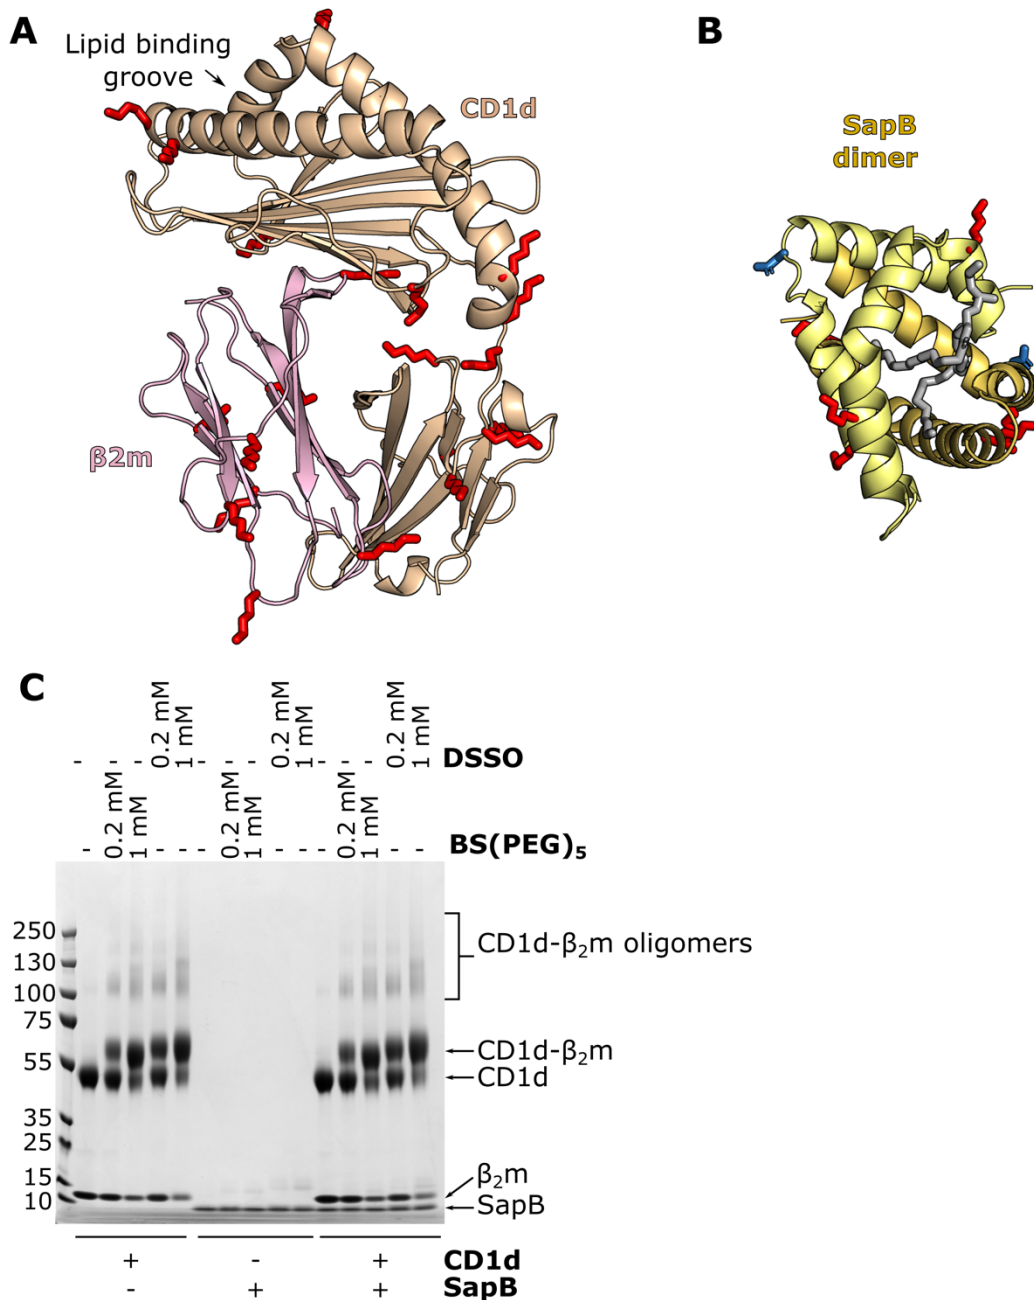 A
Lipid binding
groove
CD1d
β2m
B
SapB
dimer
C
- - - 0.2 mM 1 mM - - - 0.2 mM 1 mM - - - 0.2 mM 1 mM DSSO
- 0.2 mM 1 mM - - - 0.2 mM 1 mM - - - 0.2 mM 1 mM - - BS(PEG)₅
250
130
100
75
55
35
25
15
10
CD1d-β₂m oligomers
CD1d-β₂m
CD1d
β₂m
SapB
+ - + CD1d
- + + SapB